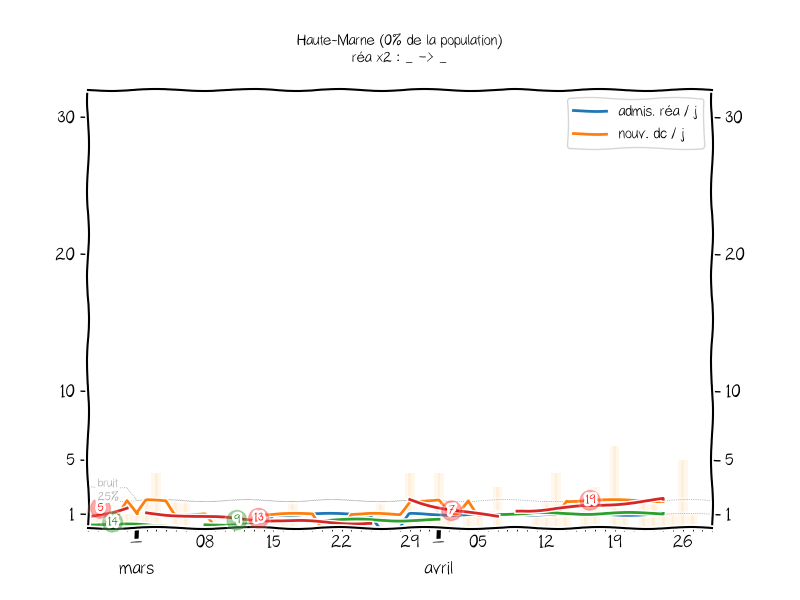 Haute-Marne (0% de la population)
réa x2 : _ -> _
admis. réa / j
nouv. dc / j
30 30
20 20
10 10
5 5
1 1
bruit
25%
5
14
9
13
7
19
08 15 22 29 05 12 19 26
mars avril